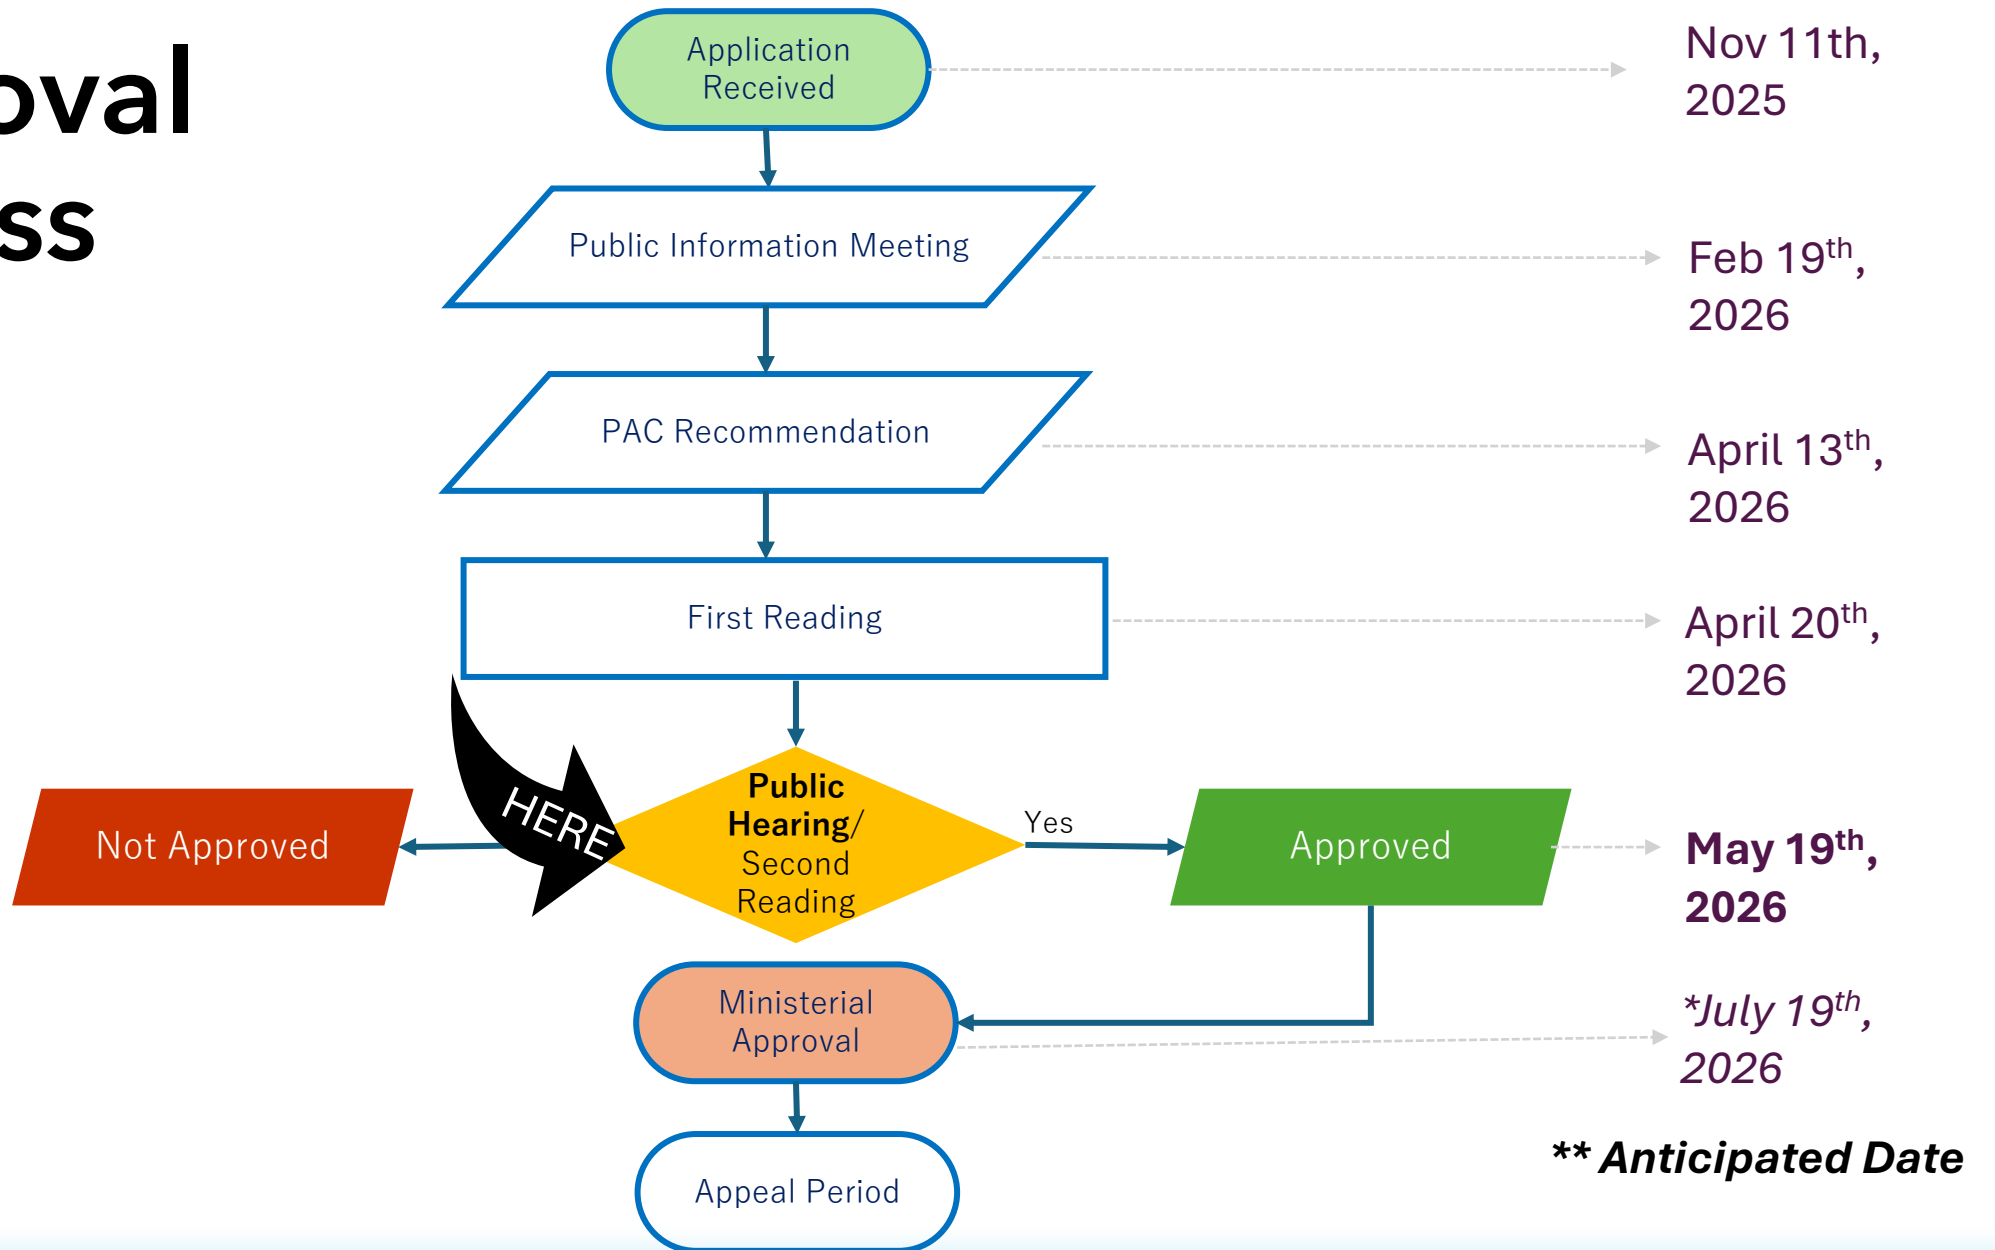 oval
ss
Application
Received
Nov 11th,
2025
Public Information Meeting
Feb 19th,
2026
PAC Recommendation
April 13th,
2026
First Reading
April 20th,
2026
HERE
Not Approved
Public
Hearing/
Second
Reading
Yes
Approved
May 19th,
2026
Ministerial
Approval
*July 19th,
2026
** Anticipated Date
Appeal Period